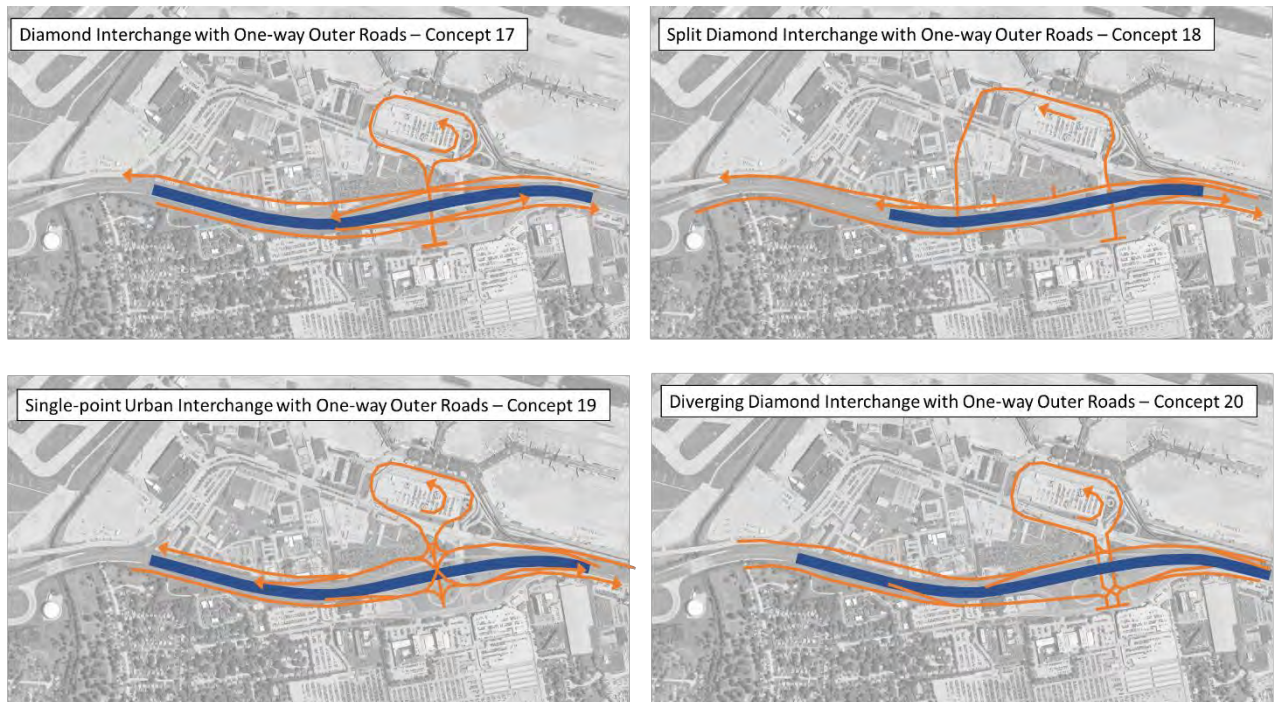 Diamond Interchange with One-way Outer Roads – Concept 17
Split Diamond Interchange with One-way Outer Roads – Concept 18
Single-point Urban Interchange with One-way Outer Roads – Concept 19
Diverging Diamond Interchange with One-way Outer Roads – Concept 20